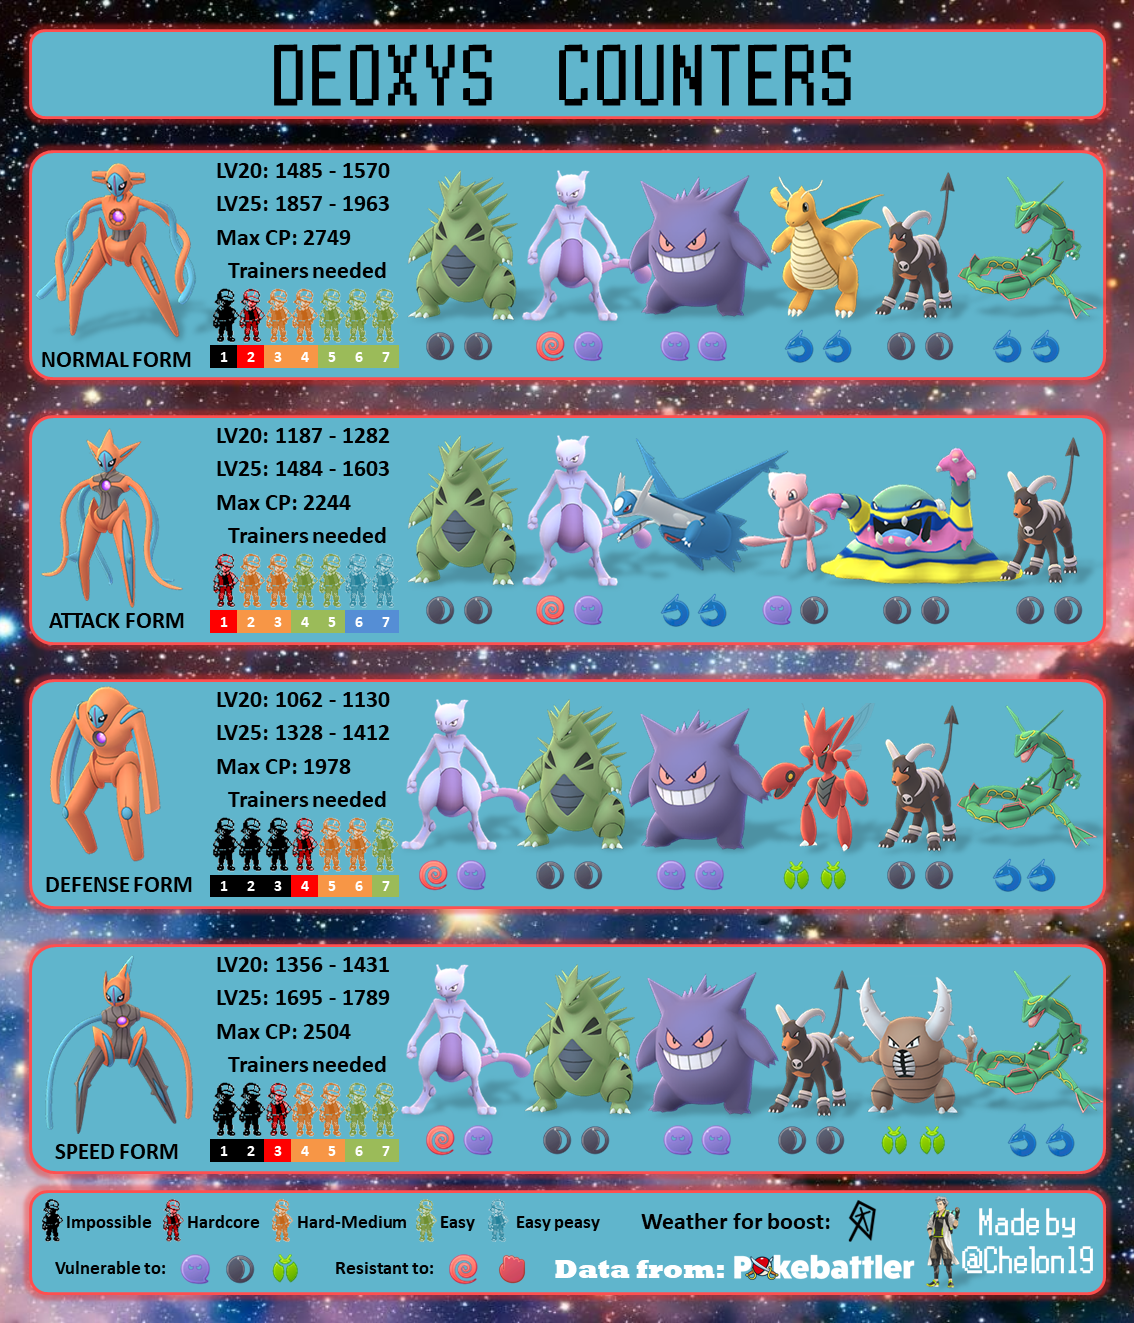 DEOXYS COUNTERS
LV20: 1485 - 1570
LV25: 1857 - 1963
Max CP: 2749
Trainers needed
1 2 3 4 5 6 7
NORMAL FORM
LV20: 1187 - 1282
LV25: 1484 - 1603
Max CP: 2244
Trainers needed
1 2 3 4 5 6 7
ATTACK FORM
LV20: 1062 - 1130
LV25: 1328 - 1412
Max CP: 1978
Trainers needed
1 2 3 4 5 6 7
DEFENSE FORM
LV20: 1356 - 1431
LV25: 1695 - 1789
Max CP: 2504
Trainers needed
1 2 3 4 5 6 7
SPEED FORM
Impossible Hardcore Hard-Medium Easy Easy peasy Weather for boost:
Vulnerable to: Resistant to: Data from: Pokebattler
Made by
@Chelon19